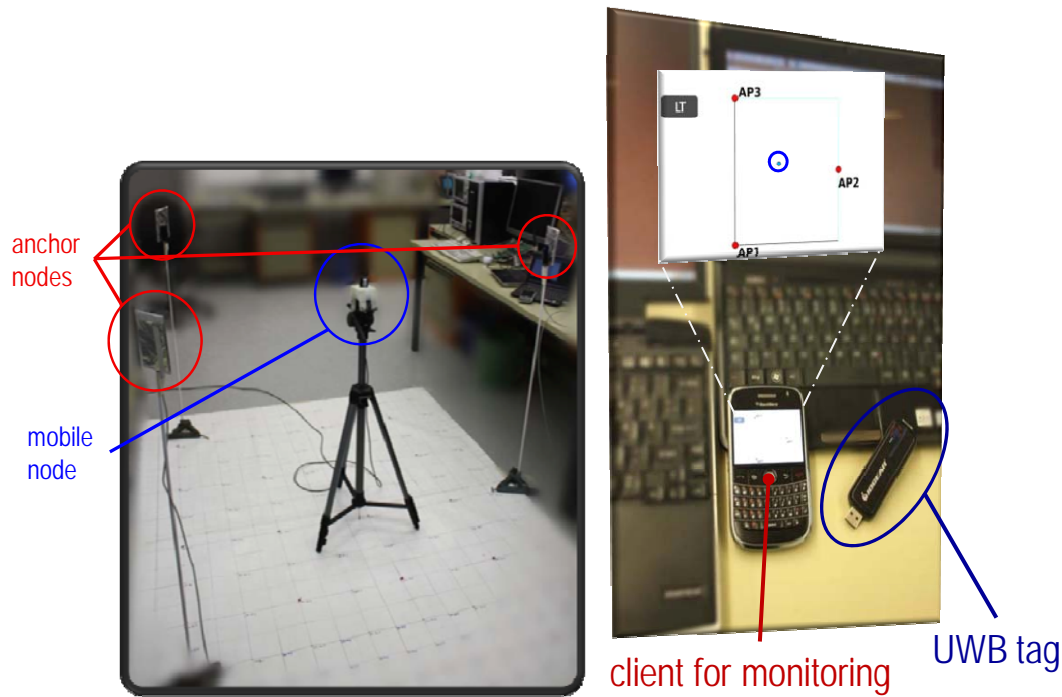 AP3
LT
AP2
AP1
anchor
nodes
mobile
node
client for monitoring
UWB tag